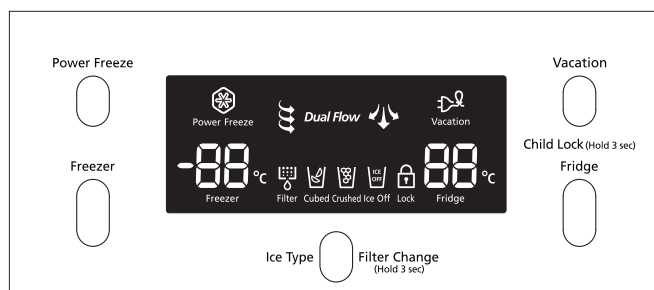 Power Freeze
Vacation
Power Freeze
Dual Flow
Vacation
Child Lock (Hold 3 sec)
Freezer
Fridge
-88 °C
ICE OFF
88 °C
Freezer
Filter Cubed Crushed Ice Off Lock
Fridge
Ice Type
Filter Change
(Hold 3 sec)